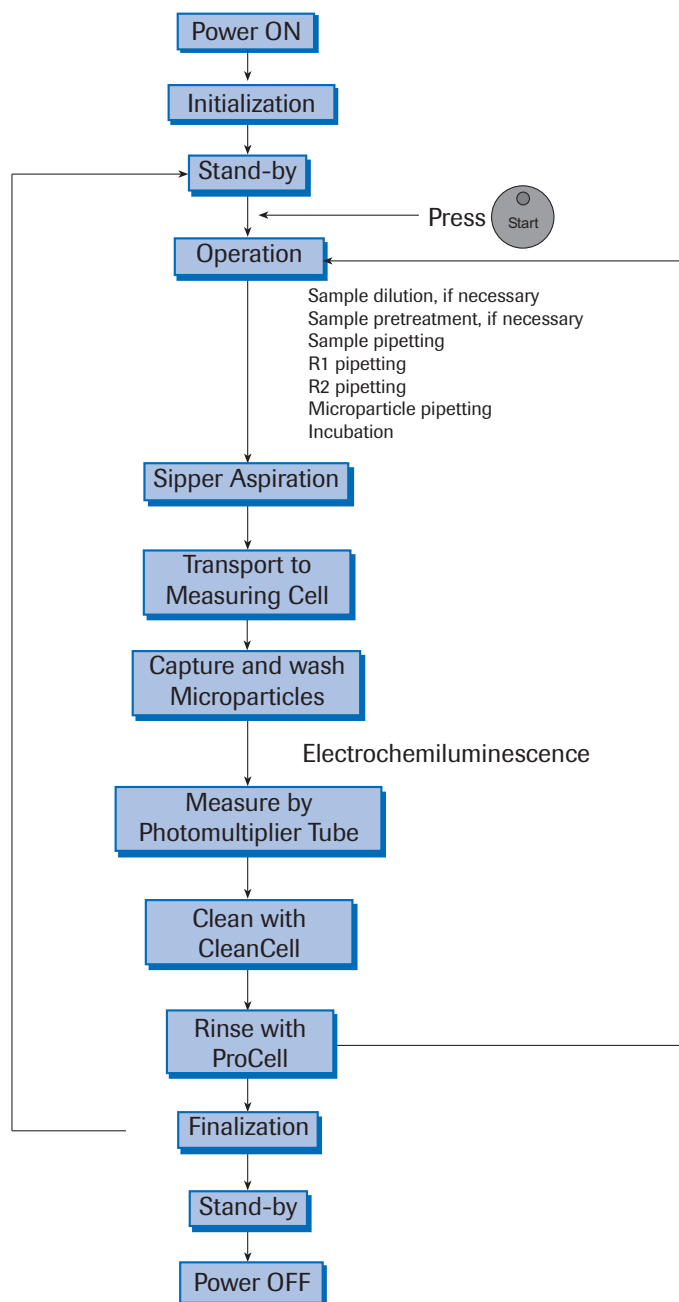 Power ON
Initialization
Stand-by
Press
Start
Operation
Sample dilution, if necessary
Sample pretreatment, if necessary
Sample pipetting
R1 pipetting
R2 pipetting
Microparticle pipetting
Incubation
Sipper Aspiration
Transport to
Measuring Cell
Capture and wash
Microparticles
Electrochemiluminescence
Measure by
Photomultiplier Tube
Clean with
CleanCell
Rinse with
ProCell
Finalization
Stand-by
Power OFF